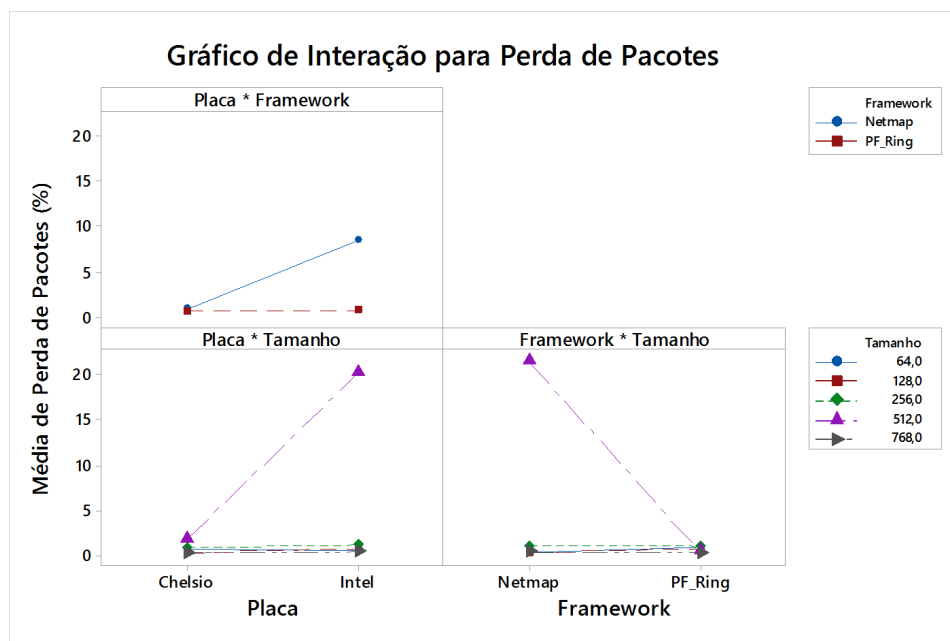 Gráfico de Interação para Perda de Pacotes
Placa * Framework
Framework
Netmap
PF_Ring
20
10
5
0
Média de Perda de Pacotes (%)
Placa * Tamanho
Framework * Tamanho
Tamanho
64,0
128,0
256,0
512,0
768,0
20
15
10
5
0
Chelsio
Intel
Netmap
PF_Ring
Placa
Framework